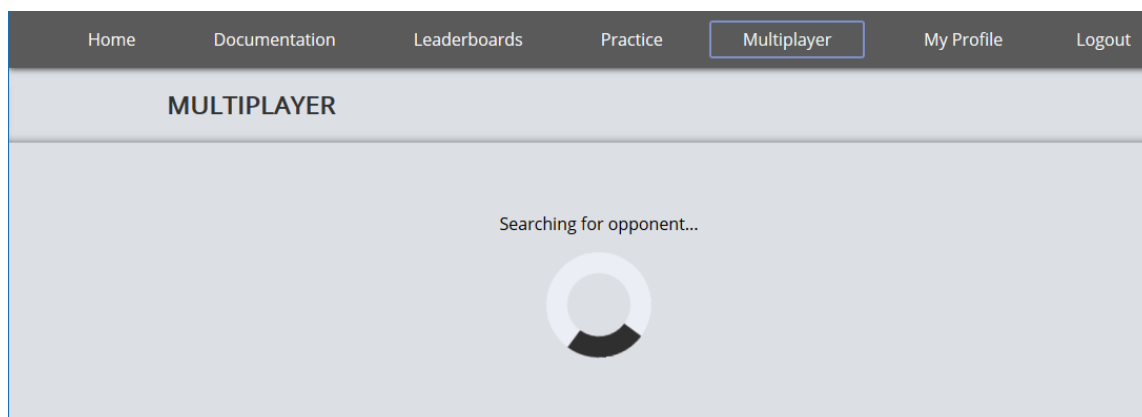 Home Documentation Leaderboards Practice Multiplayer My Profile Logout
MULTIPLAYER
Searching for opponent...